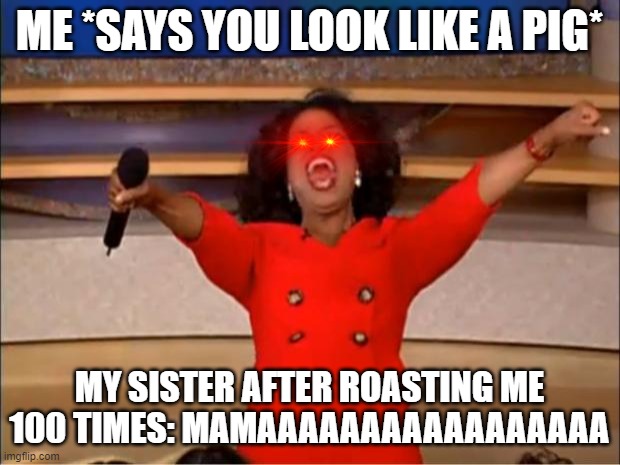 ME *SAYS YOU LOOK LIKE A PIG*
MY SISTER AFTER ROASTING ME
100 TIMES: MAMAAAAAAAAAAAAAAAAA
imgflip.com